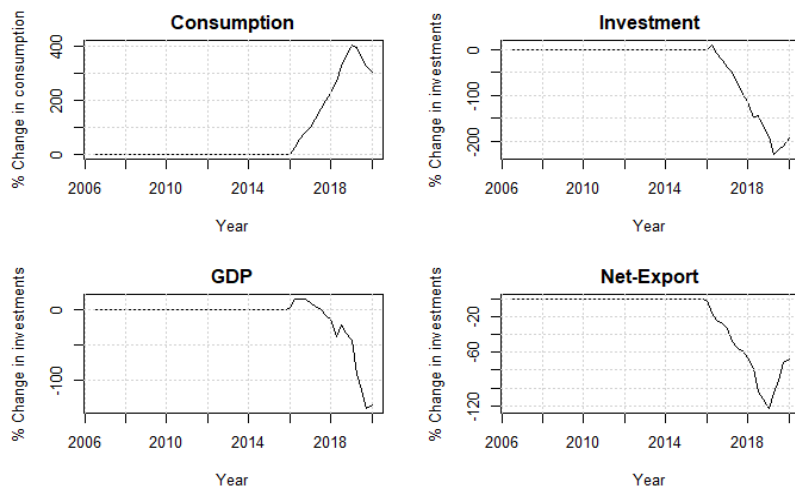 Consumption
% Change in consumption
0 200 400
2006 2010 2014 2018
Year
Investment
% Change in investments
-200 -100 0
2006 2010 2014 2018
Year
GDP
% Change in investments
-100 0
2006 2010 2014 2018
Year
Net-Export
% Change in investments
-120 -60 -20
2006 2010 2014 2018
Year